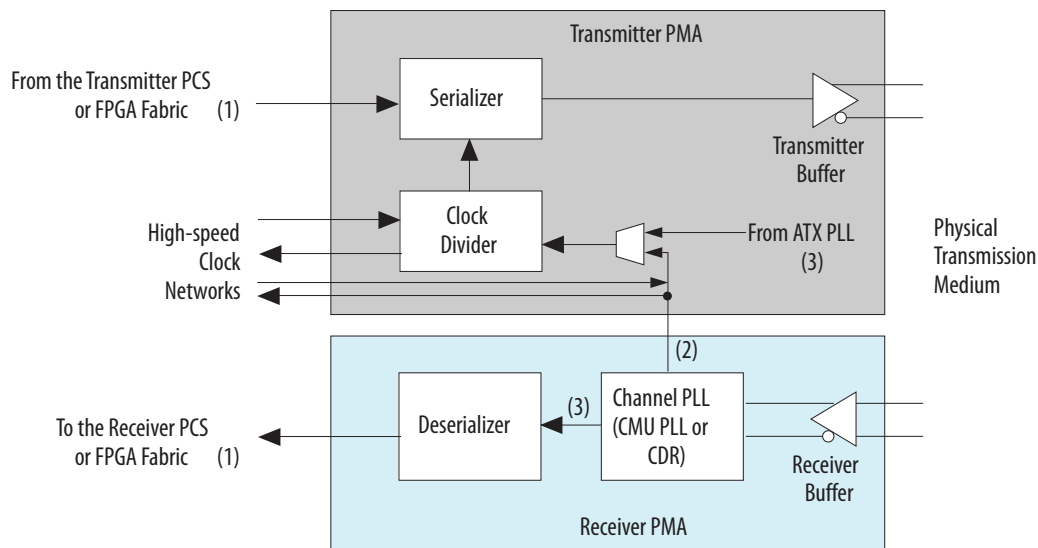 Transmitter PMA
From the Transmitter PCS
or FPGA Fabric (1)
Serializer
Transmitter
Buffer
High-speed
Clock
Networks
Clock
Divider
From ATX PLL
(3)
Physical
Transmission
Medium
(2)
To the Receiver PCS
or FPGA Fabric (1)
Deserializer
(3)
Channel PLL
(CMU PLL or
CDR)
Receiver
Buffer
Receiver PMA